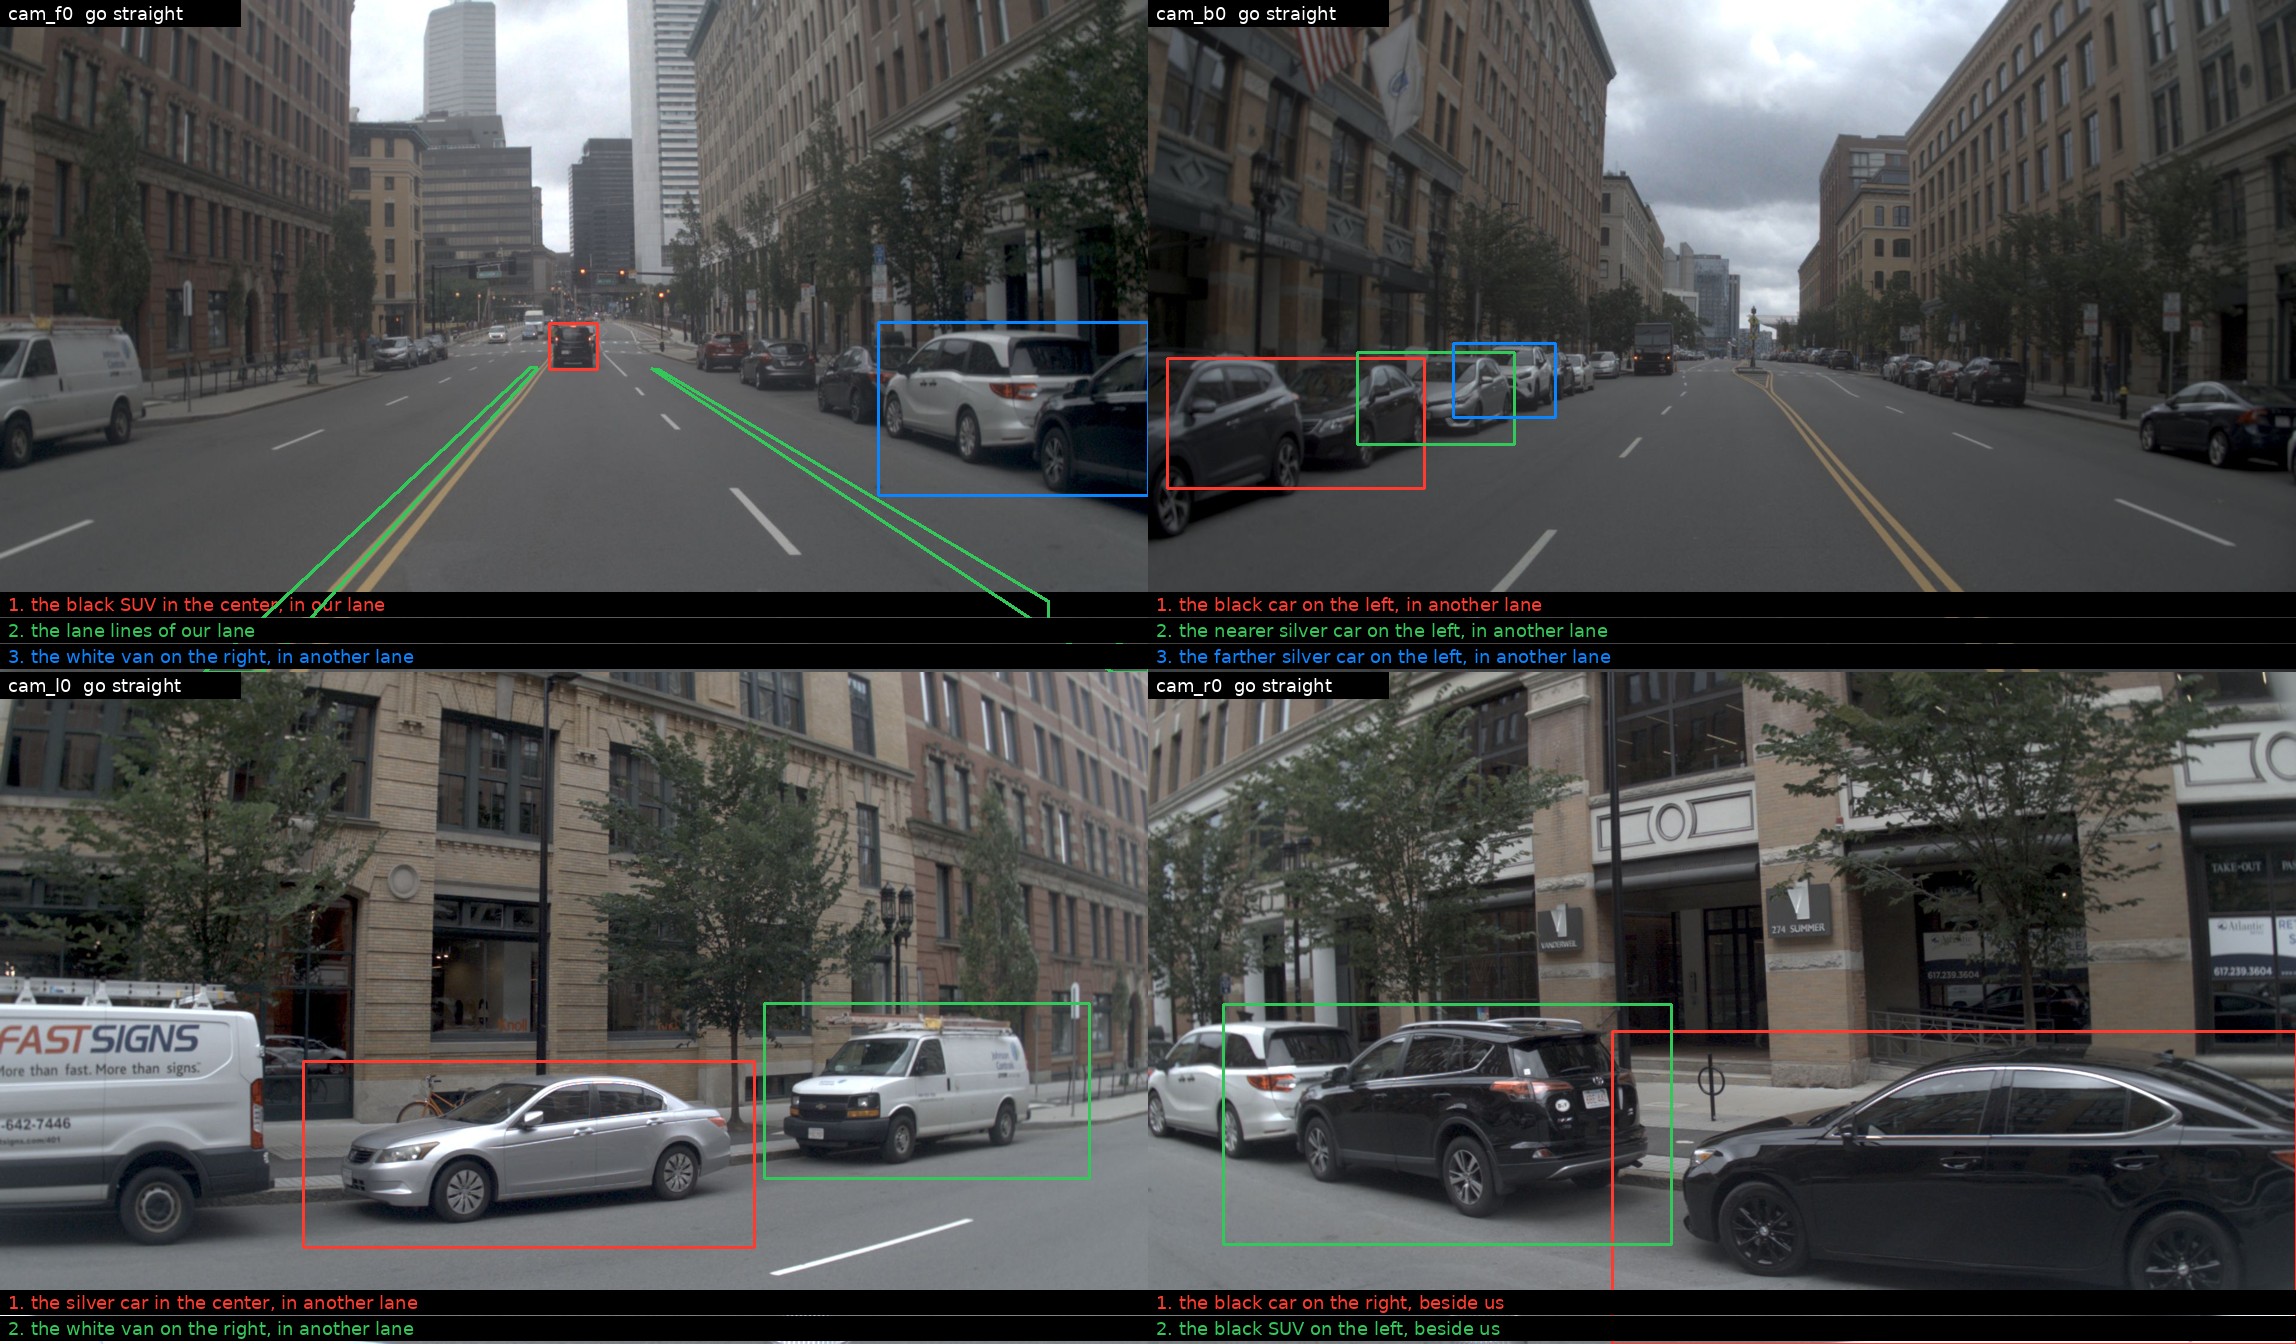 cam_f0 go straight
1. the black SUV in the center, in our lane
2. the lane lines of our lane
3. the white van on the right, in another lane
cam_b0 go straight
1. the black car on the left, in another lane
2. the nearer silver car on the left, in another lane
3. the farther silver car on the left, in another lane
cam_l0 go straight
FASTSIGNS
More than fast. More than signs.
-642-7446
1. the silver car in the center, in another lane
2. the white van on the right, in another lane
cam_r0 go straight
VANDERWEIL
274 SUMMER
TAKE-OUT
Atlantic
617.239.3604
617.239.3604
1. the black car on the right, beside us
2. the black SUV on the left, beside us